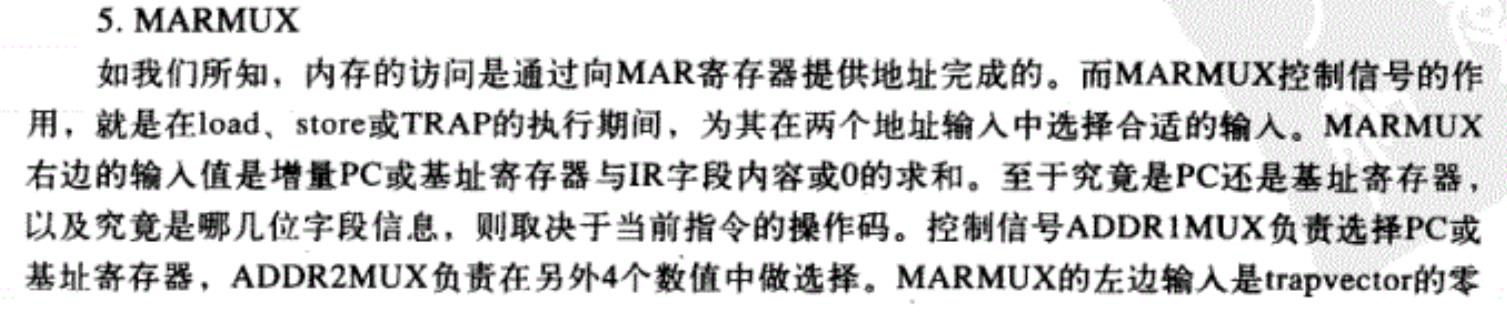 5. MARMUX
如我们所知，内存的访问是通过向MAR寄存器提供地址完成的。而MARMUX控制信号的作
用，就是在load、store或TRAP的执行期间，为其在两个地址输入中选择合适的输入。MARMUX
右边的输入值是增量PC或基址寄存器与IR字段内容或0的求和。至于究竟是PC还是基址寄存器，
以及究竟是哪几位字段信息，则取决于当前指令的操作码。控制信号ADDR1MUX负责选择PC或
基址寄存器，ADDR2MUX负责在另外4个数值中做选择。MARMUX的左边输入是trapvector的零